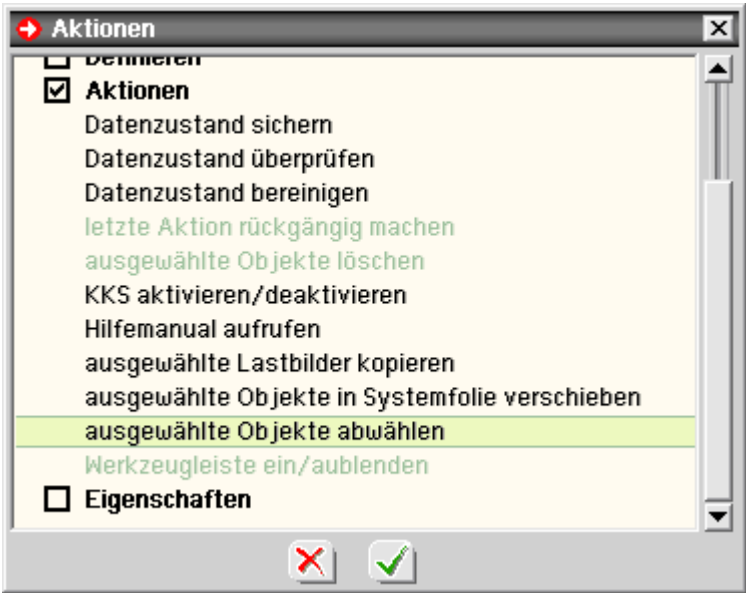 Aktionen
Definieren
Aktionen
Datenzustand sichern
Datenzustand überprüfen
Datenzustand bereinigen
letzte Aktion rückgängig machen
ausgewählte Objekte löschen
KKS aktivieren/deaktivieren
Hilfemanual aufrufen
ausgewählte Lastbilder kopieren
ausgewählte Objekte in Systemfolie verschieben
ausgewählte Objekte abwählen
Werkzeugleiste ein/aublenden
Eigenschaften